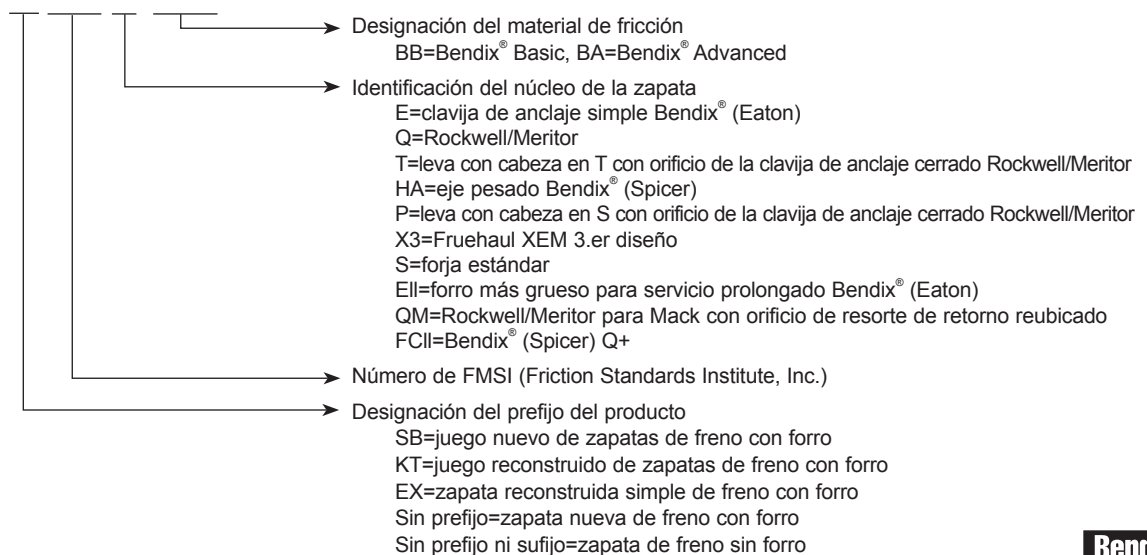 Designación del material de fricción
BB=Bendix® Basic, BA=Bendix® Advanced
Identificación del núcleo de la zapata
E=clavija de anclaje simple Bendix® (Eaton)
Q=Rockwell/Meritor
T=leva con cabeza en T con orificio de la clavija de anclaje cerrado Rockwell/Meritor
HA=eje pesado Bendix® (Spicer)
P=leva con cabeza en S con orificio de la clavija de anclaje cerrado Rockwell/Meritor
X3=Fruehaul XEM 3.er diseño
S=forja estándar
Ell=forro más grueso para servicio prolongado Bendix® (Eaton)
QM=Rockwell/Meritor para Mack con orificio de resorte de retorno reubicado
FCll=Bendix® (Spicer) Q+
Número de FMSI (Friction Standards Institute, Inc.)
Designación del prefijo del producto
SB=juego nuevo de zapatas de freno con forro
KT=juego reconstruido de zapatas de freno con forro
EX=zapata reconstruida simple de freno con forro
Sin prefijo=zapata nueva de freno con forro
Sin prefijo ni sufijo=zapata de freno sin forro